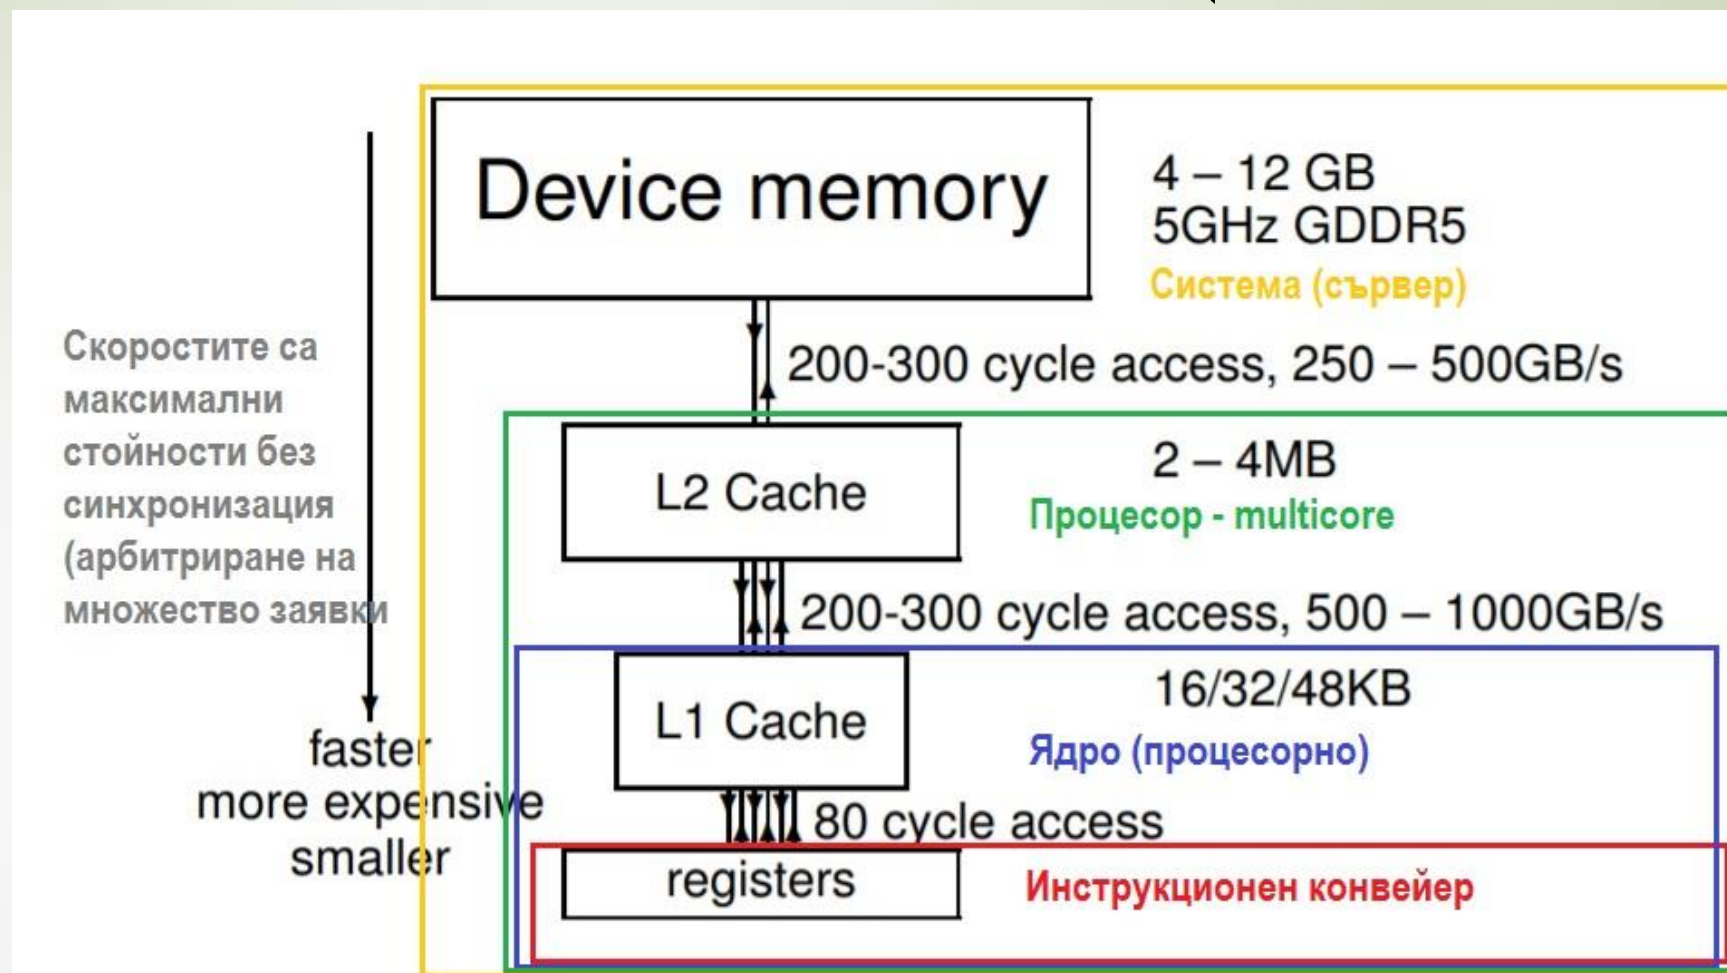 Device memory
4 – 12 GB
5GHz GDDR5
Система (сървер)
200-300 cycle access, 250 – 500GB/s
Скоростите са
максимални
стойности без
синхронизация
(арбитриране на
множество заявки
L2 Cache
2 – 4MB
Процесор - multicore
200-300 cycle access, 500 – 1000GB/s
L1 Cache
16/32/48KB
Ядро (процесорно)
faster
more expensive
smaller
80 cycle access
registers
Инструкционен конвейер